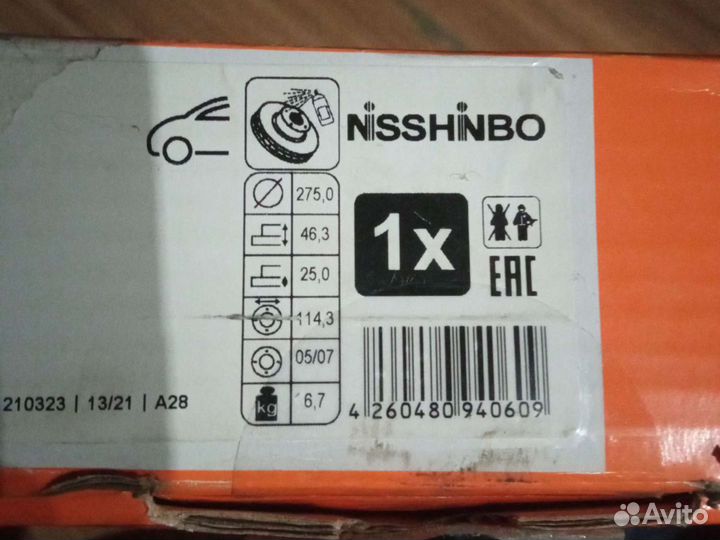 NISSHINBO
275,0
46,3
25,0
114,3
05/07
kg 6,7
1x
EAC
210323 | 13/21 | A28
4 260480 940609
Avito